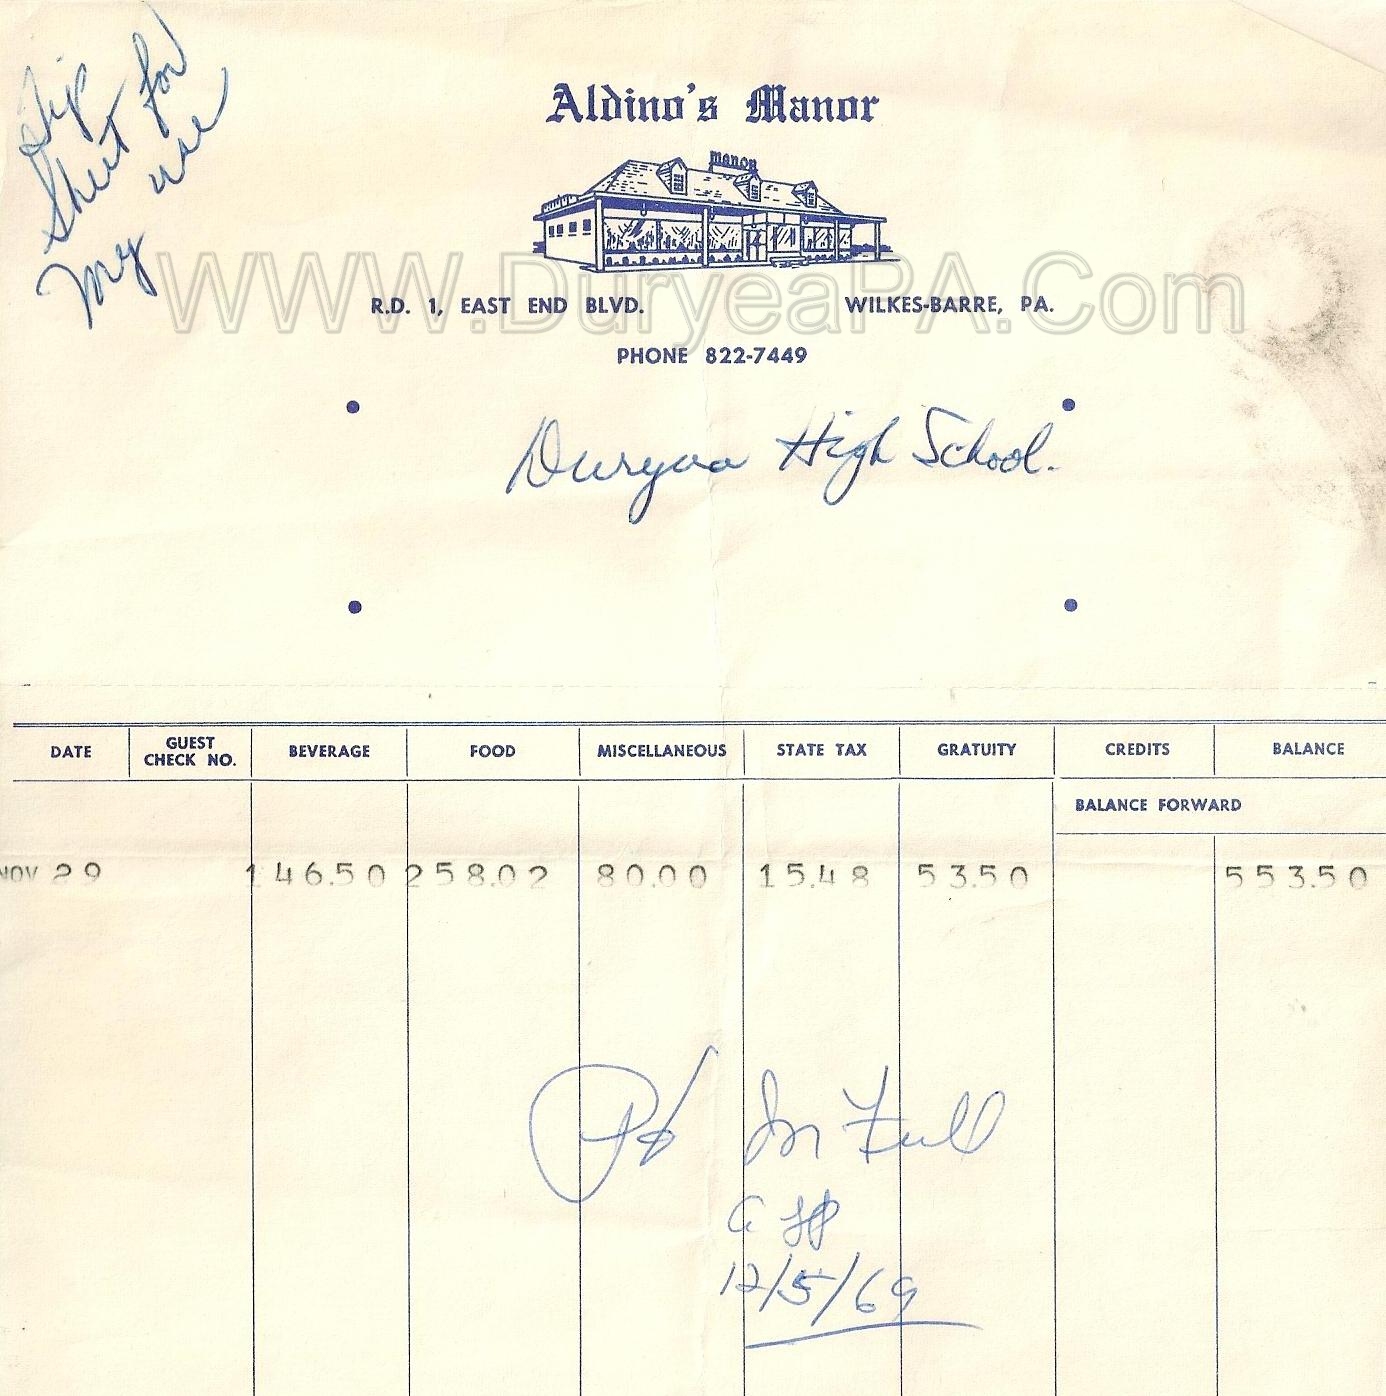 Tip
Sheet for
My use
Aldino's Manor
manor
R.D. 1, EAST END BLVD. WILKES-BARRE, PA.
WWW.DuryeaPA.Com
PHONE 822-7449
Duryea High School.
DATE GUEST CHECK NO. BEVERAGE FOOD MISCELLANEOUS STATE TAX GRATUITY CREDITS BALANCE
BALANCE FORWARD
NOV 29 146.50 258.02 80.00 15.48 53.50 553.50
Pd In Full
12/5/69